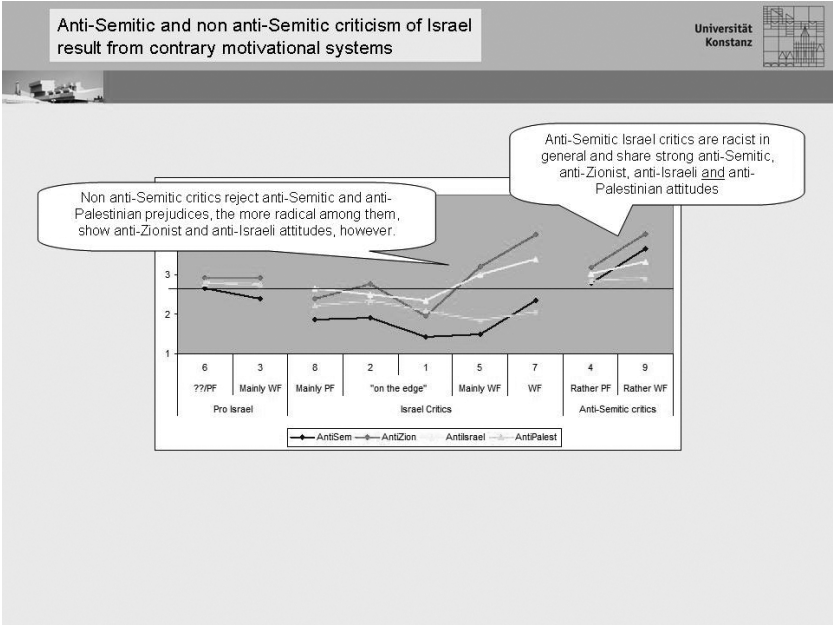 Anti-Semitic and non anti-Semitic criticism of Israel
result from contrary motivational systems
Universität
Konstanz
Anti-Semitic Israel critics are racist in
general and share strong anti-Semitic,
anti-Zionist, anti-Israeli and anti-
Palestinian attitudes
Non anti-Semitic critics reject anti-Semitic and anti-
Palestinian prejudices, the more radical among them,
show anti-Zionist and anti-Israeli attitudes, however.
3
2
1
6 3 8 2 1 5 7 4 9
??/PF Mainly WF Mainly PF "on the edge" Mainly WF WF Rather PF Rather WF
Pro Israel Israel Critics Anti-Semitic critics
AntiSem AntiZion AntiIsrael AntiPalest